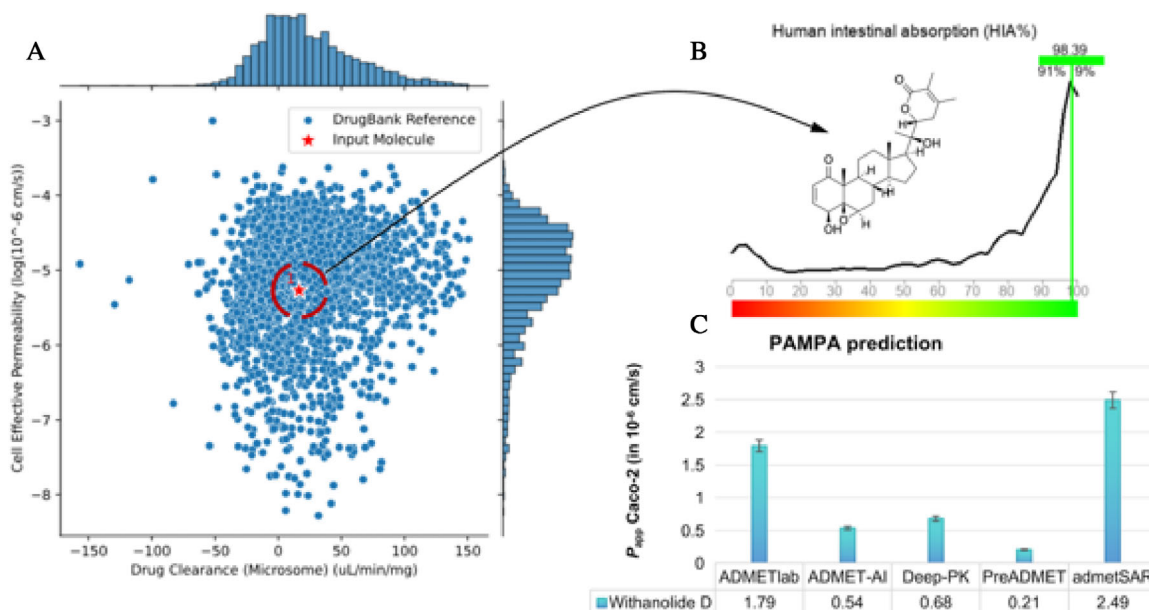 A
DrugBank Reference
Input Molecule
−3
−4
−5
−6
−7
−8
Cell Effective Permeability (log(10^-6 cm/s))
−150
−100
−50
0
50
100
150
Drug Clearance (Microsome) (uL/min/mg)
1
B
Human intestinal absorption (HIA%)
98.39
91% 9%
O
O
H
OH
H
O
H
H
H
O
H
OH
0 10 20 30 40 50 60 70 80 90 100
C
PAMPA prediction
Papp Caco-2 (in 10-6 cm/s)
3
2.5
2
1.5
1
0.5
0
ADMETlab ADMET-AI Deep-PK PreADMET admetSAR
Withanolide D 1.79 0.54 0.68 0.21 2.49